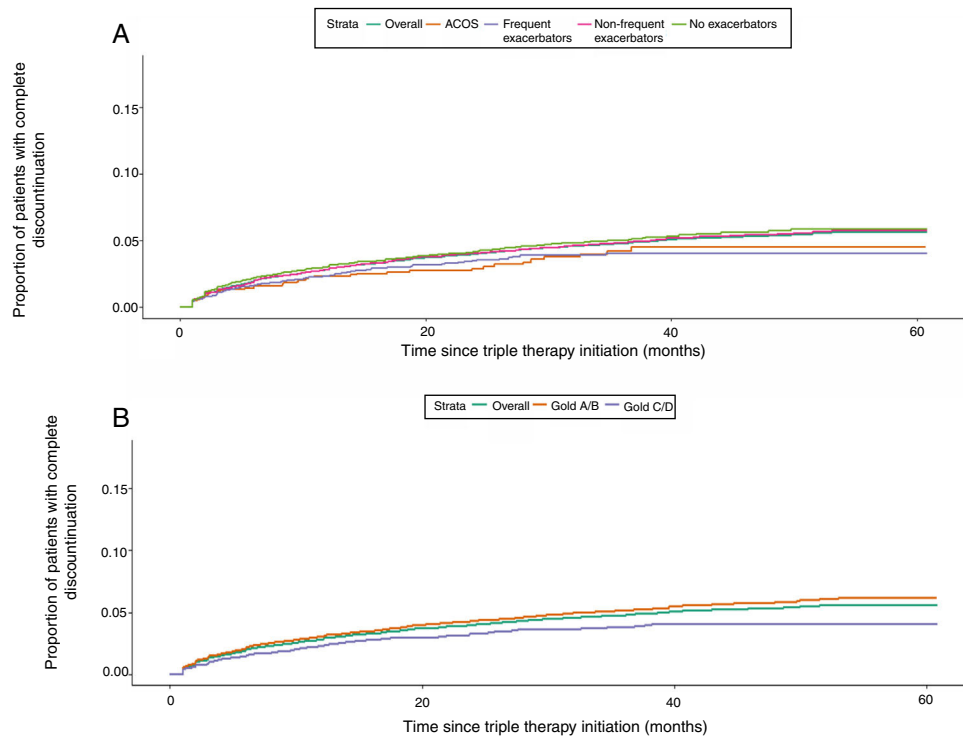 A
Strata Overall ACOS Frequent exacerbators Non-frequent exacerbators No exacerbators
Proportion of patients with complete
discountinuation
0.15
0.10
0.05
0.00
0 20 40 60
Time since triple therapy initiation (months)
B
Strata Overall Gold A/B Gold C/D
Proportion of patients with complete
discountinuation
0.15
0.10
0.05
0.00
0 20 40 60
Time since triple therapy initiation (months)